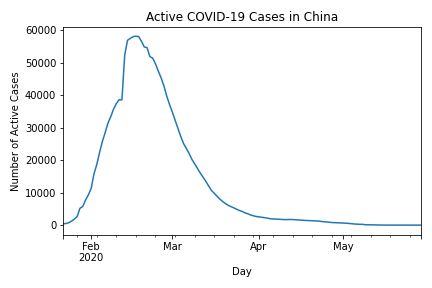 Active COVID-19 Cases in China
60000
50000
40000
30000
20000
10000
0
Number of Active Cases
Feb
2020
Mar
Apr
May
Day